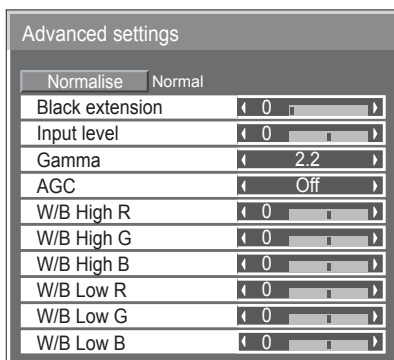 Advanced settings
Normalise Normal
Black extension 0
Input level 0
Gamma 2.2
AGC Off
W/B High R 0
W/B High G 0
W/B High B 0
W/B Low R 0
W/B Low G 0
W/B Low B 0